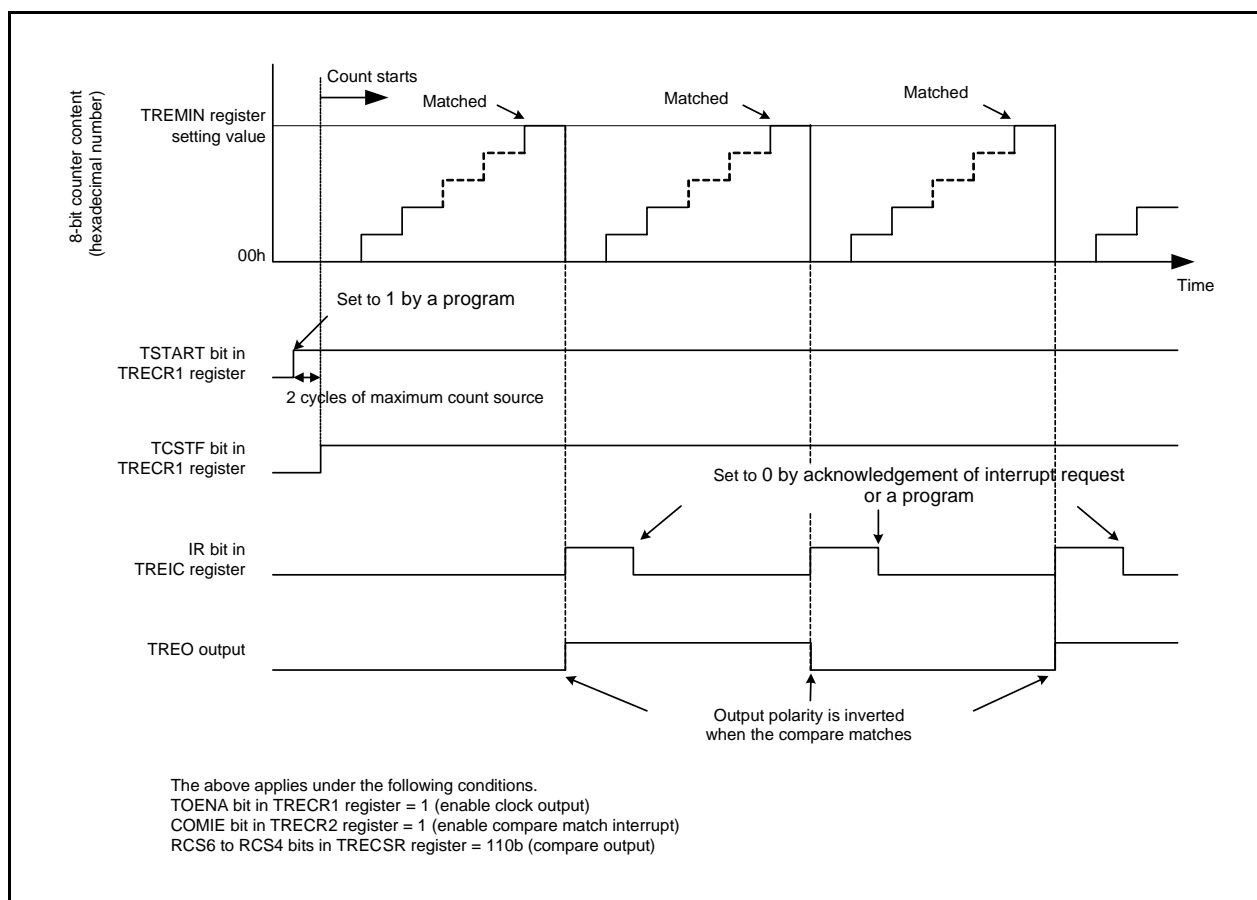 Count starts
Matched
Matched
Matched
8-bit counter content
(hexadecimal number)
TREMIN register
setting value
00h
Time
Set to 1 by a program
TSTART bit in
TRECR1 register
2 cycles of maximum count source
TCSTF bit in
TRECR1 register
Set to 0 by acknowledgement of interrupt request
or a program
IR bit in
TREIC register
TREO output
Output polarity is inverted
when the compare matches
The above applies under the following conditions.
TOENA bit in TRECR1 register = 1 (enable clock output)
COMIE bit in TRECR2 register = 1 (enable compare match interrupt)
RCS6 to RCS4 bits in TRECSR register = 110b (compare output)